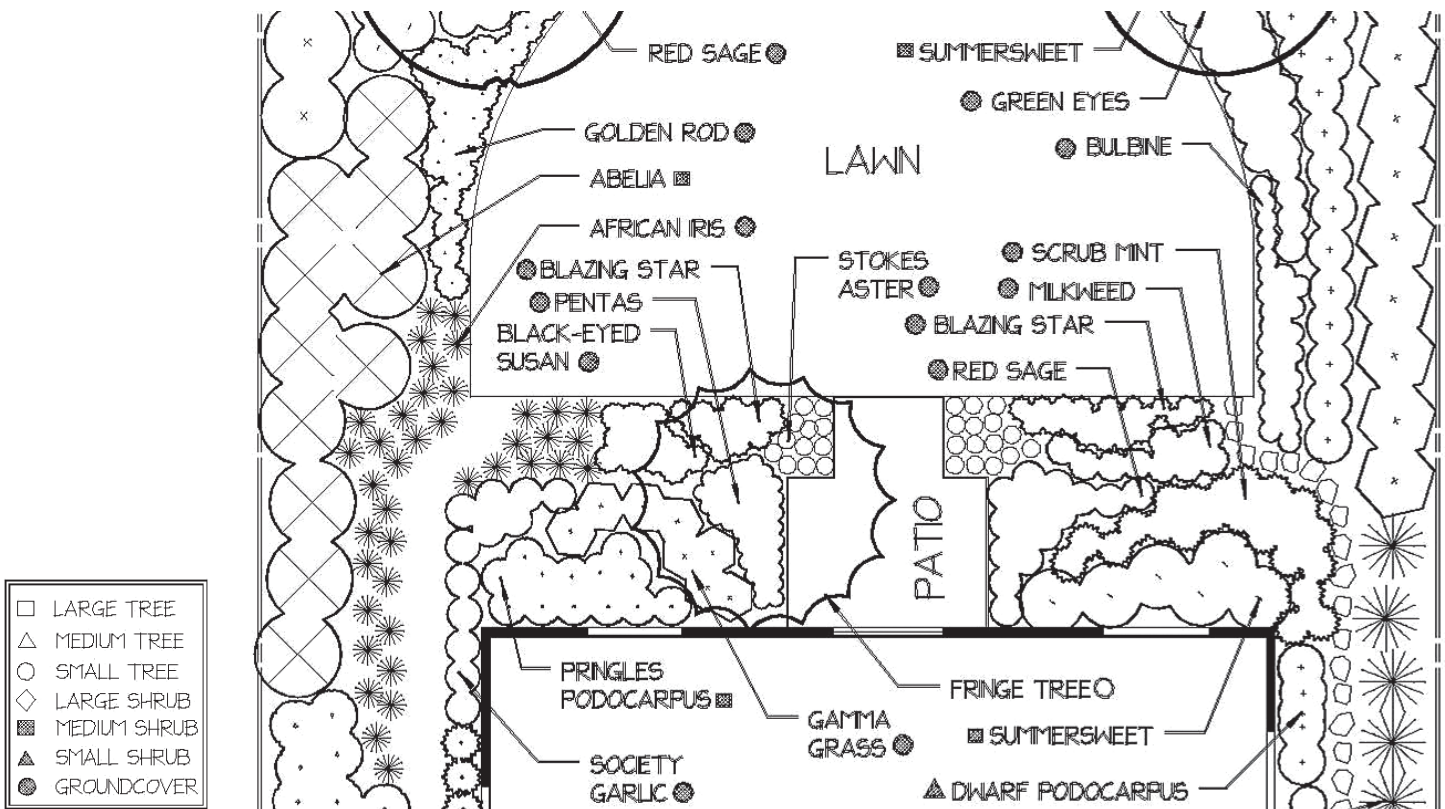 RED SAGE
SUMMERSWEET
GREEN EYES
GOLDEN ROD
LAWN
BULBINE
ABELIA
AFRICAN IRIS
BLAZING STAR
STOKES
ASTER
SCRUB MINT
PENTAS
MILKWEED
BLACK-EYED
SUSAN
BLAZING STAR
RED SAGE
PATIO
LARGE TREE
MEDIUM TREE
SMALL TREE
LARGE SHRUB
MEDIUM SHRUB
SMALL SHRUB
GROUNDCOVER
PRINGLES
PODOCARPUS
FRINGE TREE
GAMMA
GRASS
SUMMERSWEET
SOCIETY
GARLIC
DWARF PODOCARPUS